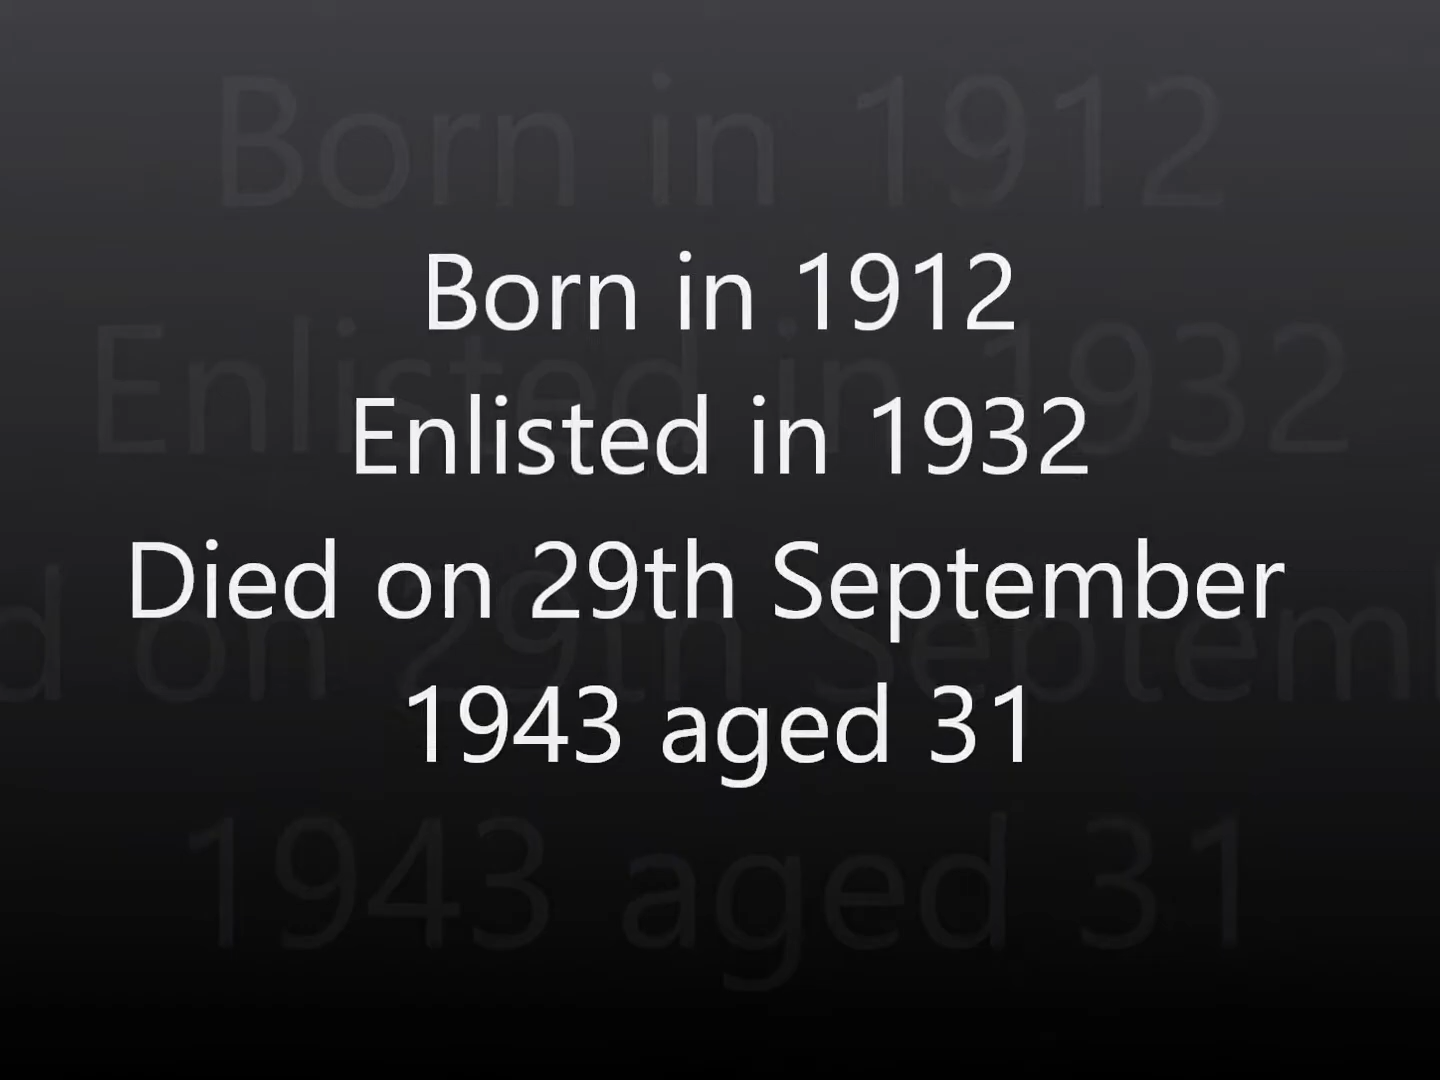 Born in 1912
Enlisted in 1932
Died on 29th September
1943 aged 31